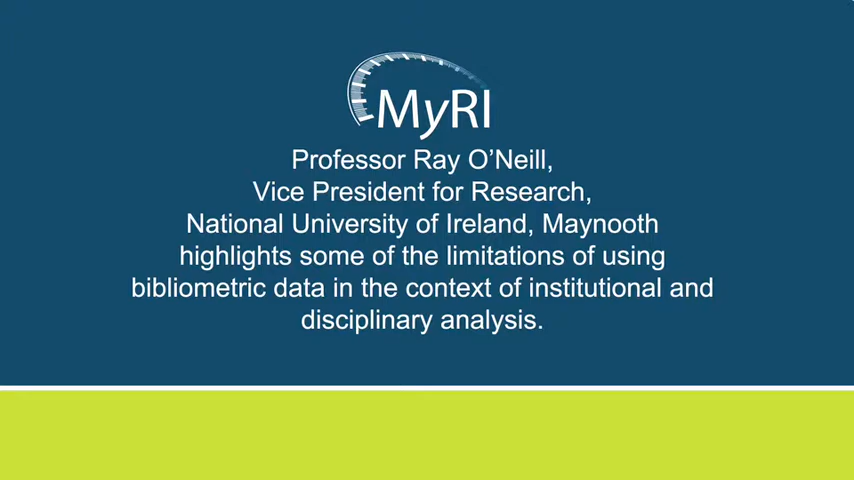 MyRI
Professor Ray O’Neill,
Vice President for Research,
National University of Ireland, Maynooth
highlights some of the limitations of using
bibliometric data in the context of institutional and
disciplinary analysis.